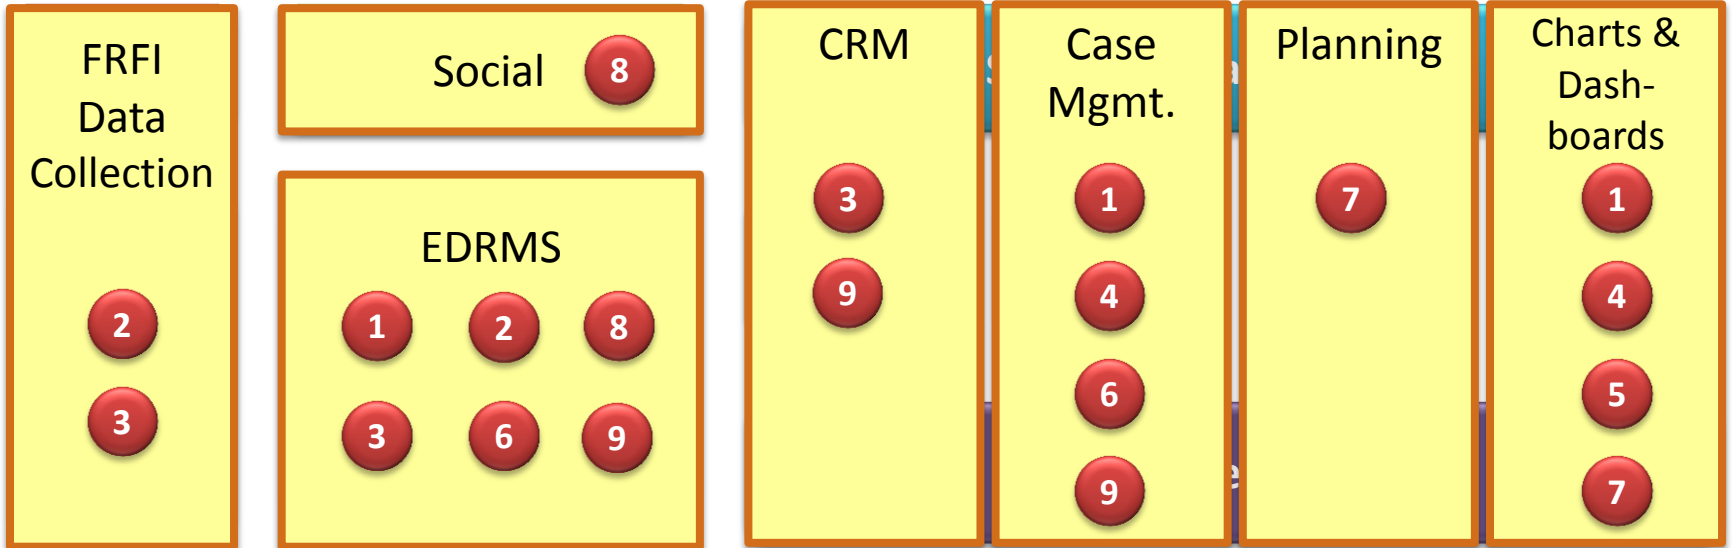 FRFI
Data
Collection
2
3
Social 8
EDRMS
1 2 8
3 6 9
CRM
3
9
Case
Mgmt.
1
4
6
9
Planning
7
Charts &
Dash-
boards
1
4
5
7